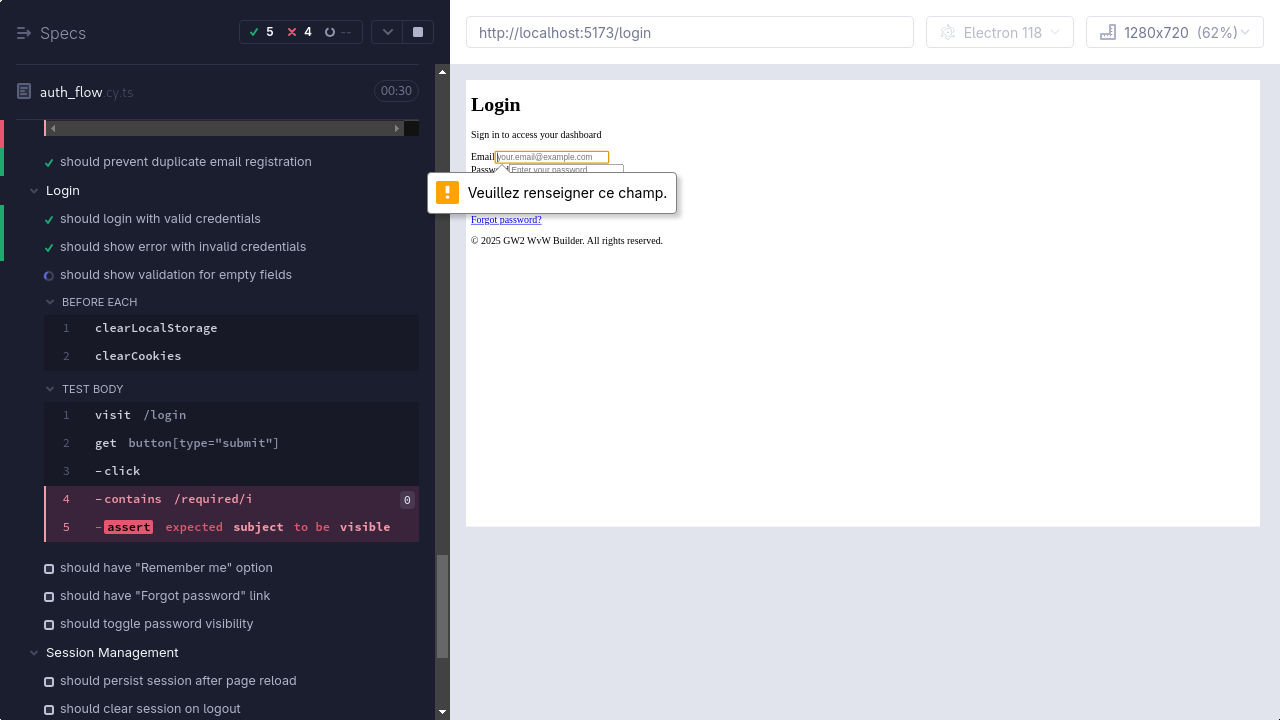 Specs
5
4
--
auth_flow.cy.ts
00:30
should prevent duplicate email registration
Login
should login with valid credentials
should show error with invalid credentials
should show validation for empty fields
BEFORE EACH
1 clearLocalStorage
2 clearCookies
TEST BODY
1 visit /login
2 get button[type="submit"]
3 -click
4 -contains /required/i 0
5 -assert expected subject to be visible
should have "Remember me" option
should have "Forgot password" link
should toggle password visibility
Session Management
should persist session after page reload
should clear session on logout
http://localhost:5173/login
Electron 118
1280x720 (62%)
Login
Sign in to access your dashboard
Email your.email@example.com
Enter your password
Veuillez renseigner ce champ.
Forgot password?
© 2025 GW2 WvW Builder. All rights reserved.